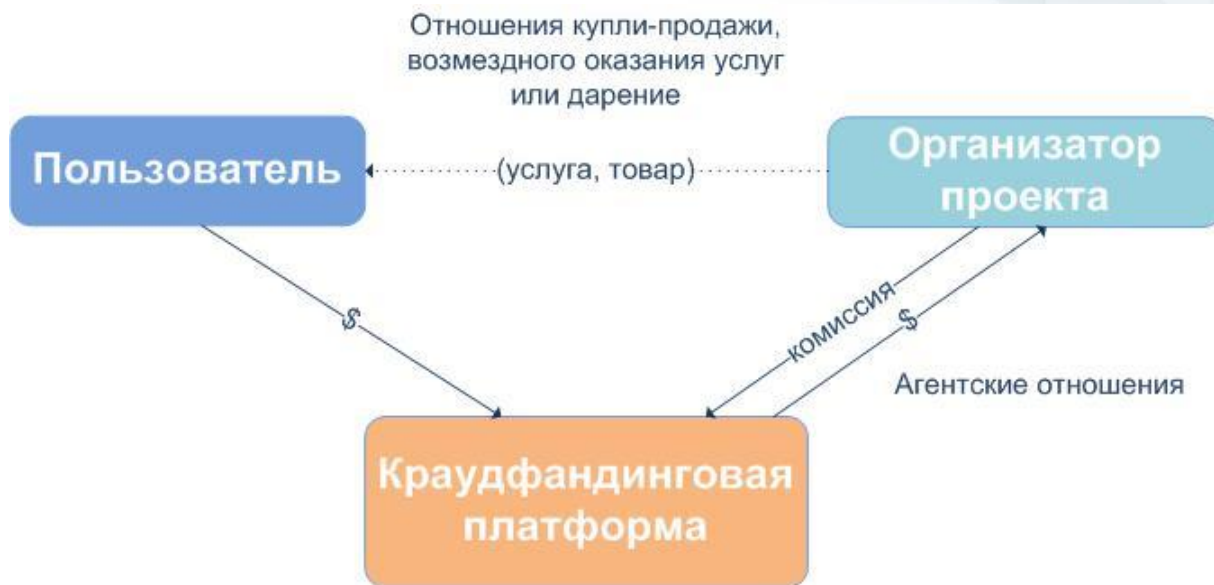 Отношения купли-продажи,
возмездного оказания услуг
или дарение
Пользователь
(услуга, товар)
Организатор
проекта
$
комиссия
$
Агентские отношения
Краудфандинговая
платформа